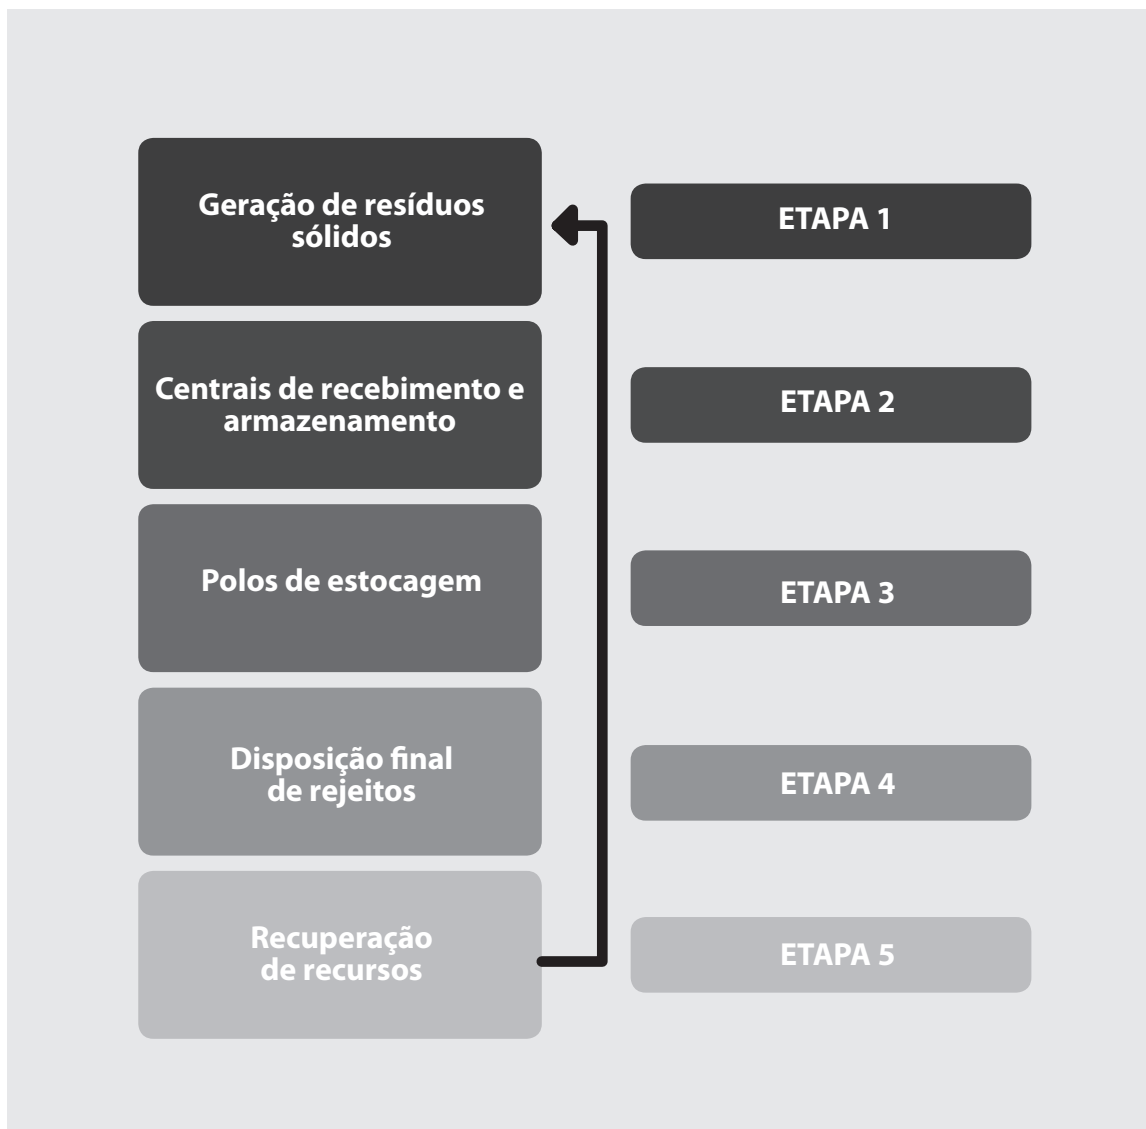 Geração de resíduos
sólidos
ETAPA 1
Centrais de recebimento e
armazenamento
ETAPA 2
Polos de estocagem
ETAPA 3
Disposição final
de rejeitos
ETAPA 4
Recuperação
de recursos
ETAPA 5